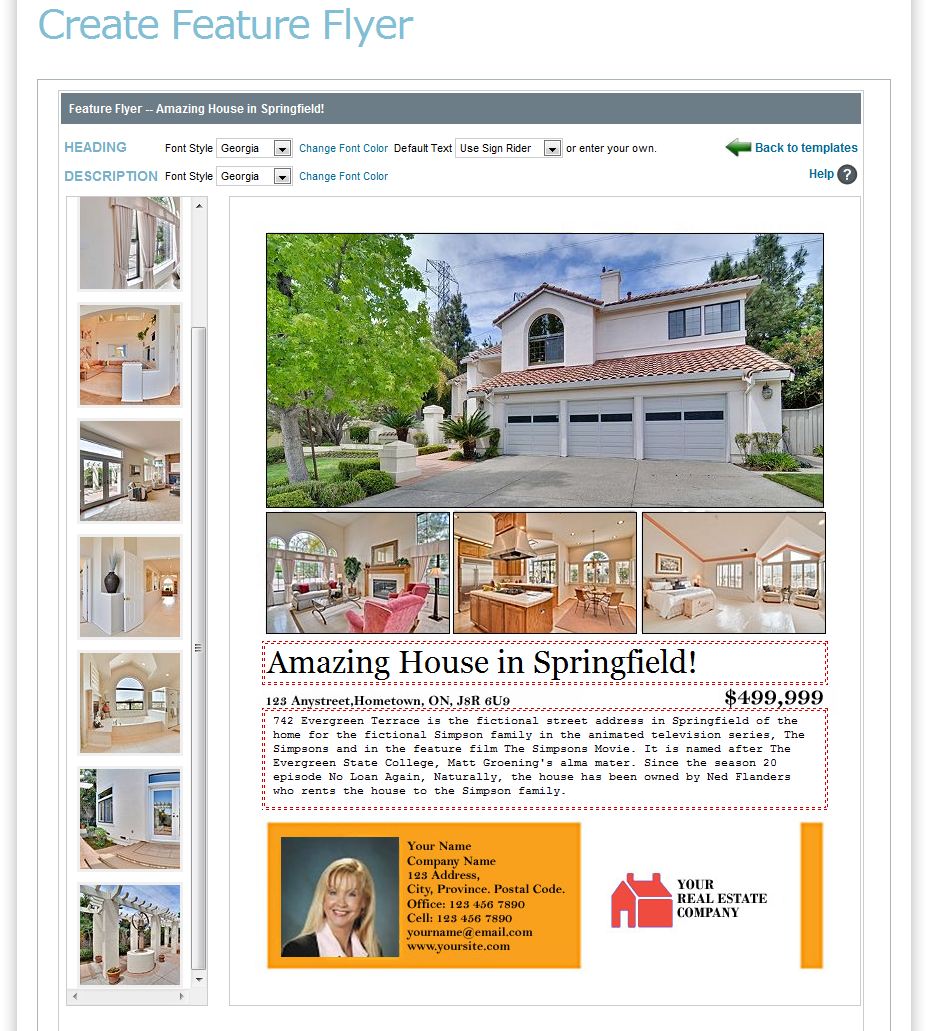 Create Feature Flyer
Feature Flyer -- Amazing House in Springfield!
HEADING Font Style Georgia Change Font Color Default Text Use Sign Rider or enter your own. Back to templates
DESCRIPTION Font Style Georgia Change Font Color Help ?
Amazing House in Springfield!
123 Anystreet,Hometown, ON, J8R 6U9 $499,999
742 Evergreen Terrace is the fictional street address in Springfield of the
home for the fictional Simpson family in the animated television series, The
Simpsons and in the feature film The Simpsons Movie. It is named after The
Evergreen State College, Matt Groening's alma mater. Since the season 20
episode No Loan Again, Naturally, the house has been owned by Ned Flanders
who rents the house to the Simpson family.
Your Name
Company Name
123 Address,
City, Province. Postal Code.
Office: 123 456 7890
Cell: 123 456 7890
yourname@email.com
www.yoursite.com
YOUR
REAL ESTATE
COMPANY